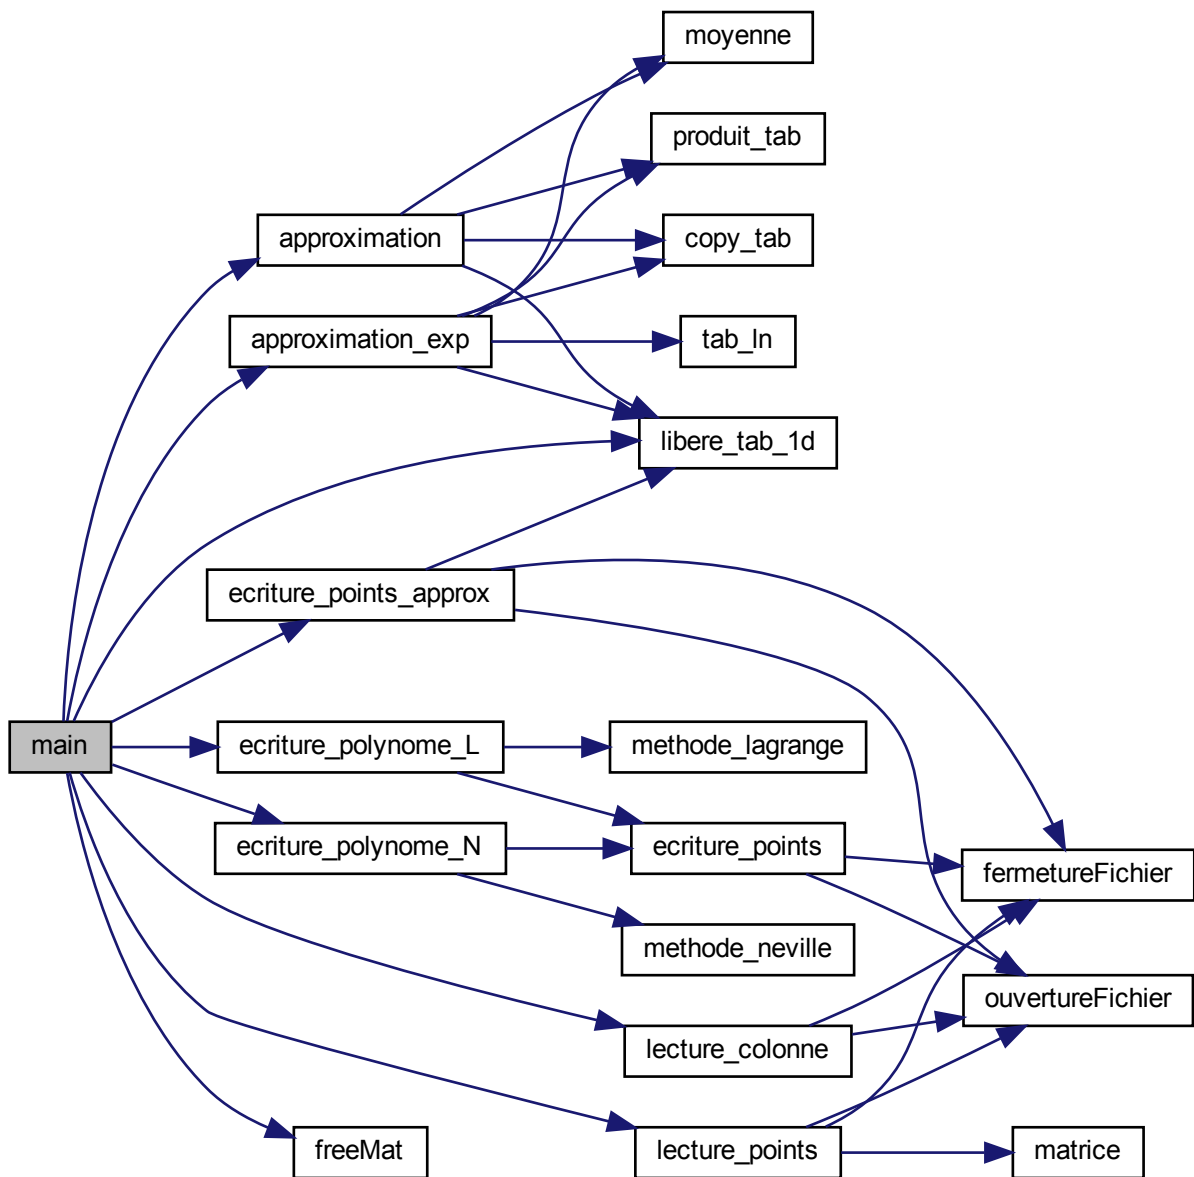 moyenne
produit_tab
approximation
copy_tab
approximation_exp
tab_ln
libere_tab_1d
ecriture_points_approx
main
ecriture_polynome_L
methode_lagrange
ecriture_polynome_N
ecriture_points
fermetureFichier
methode_neville
ouvertureFichier
lecture_colonne
freeMat
lecture_points
matrice